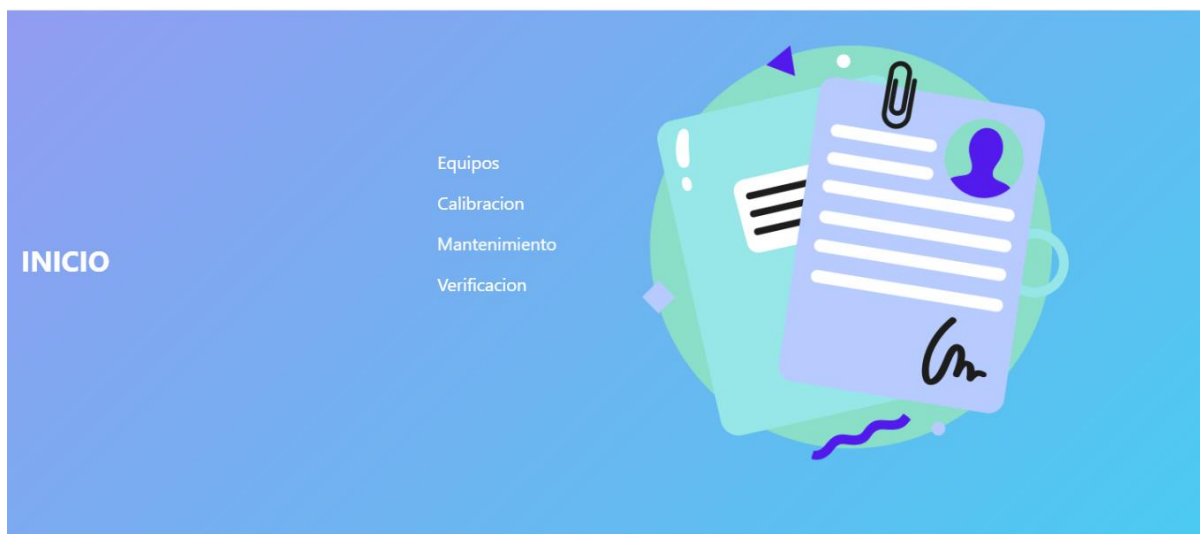 INICIO
Equipos
Calibracion
Mantenimiento
Verificacion